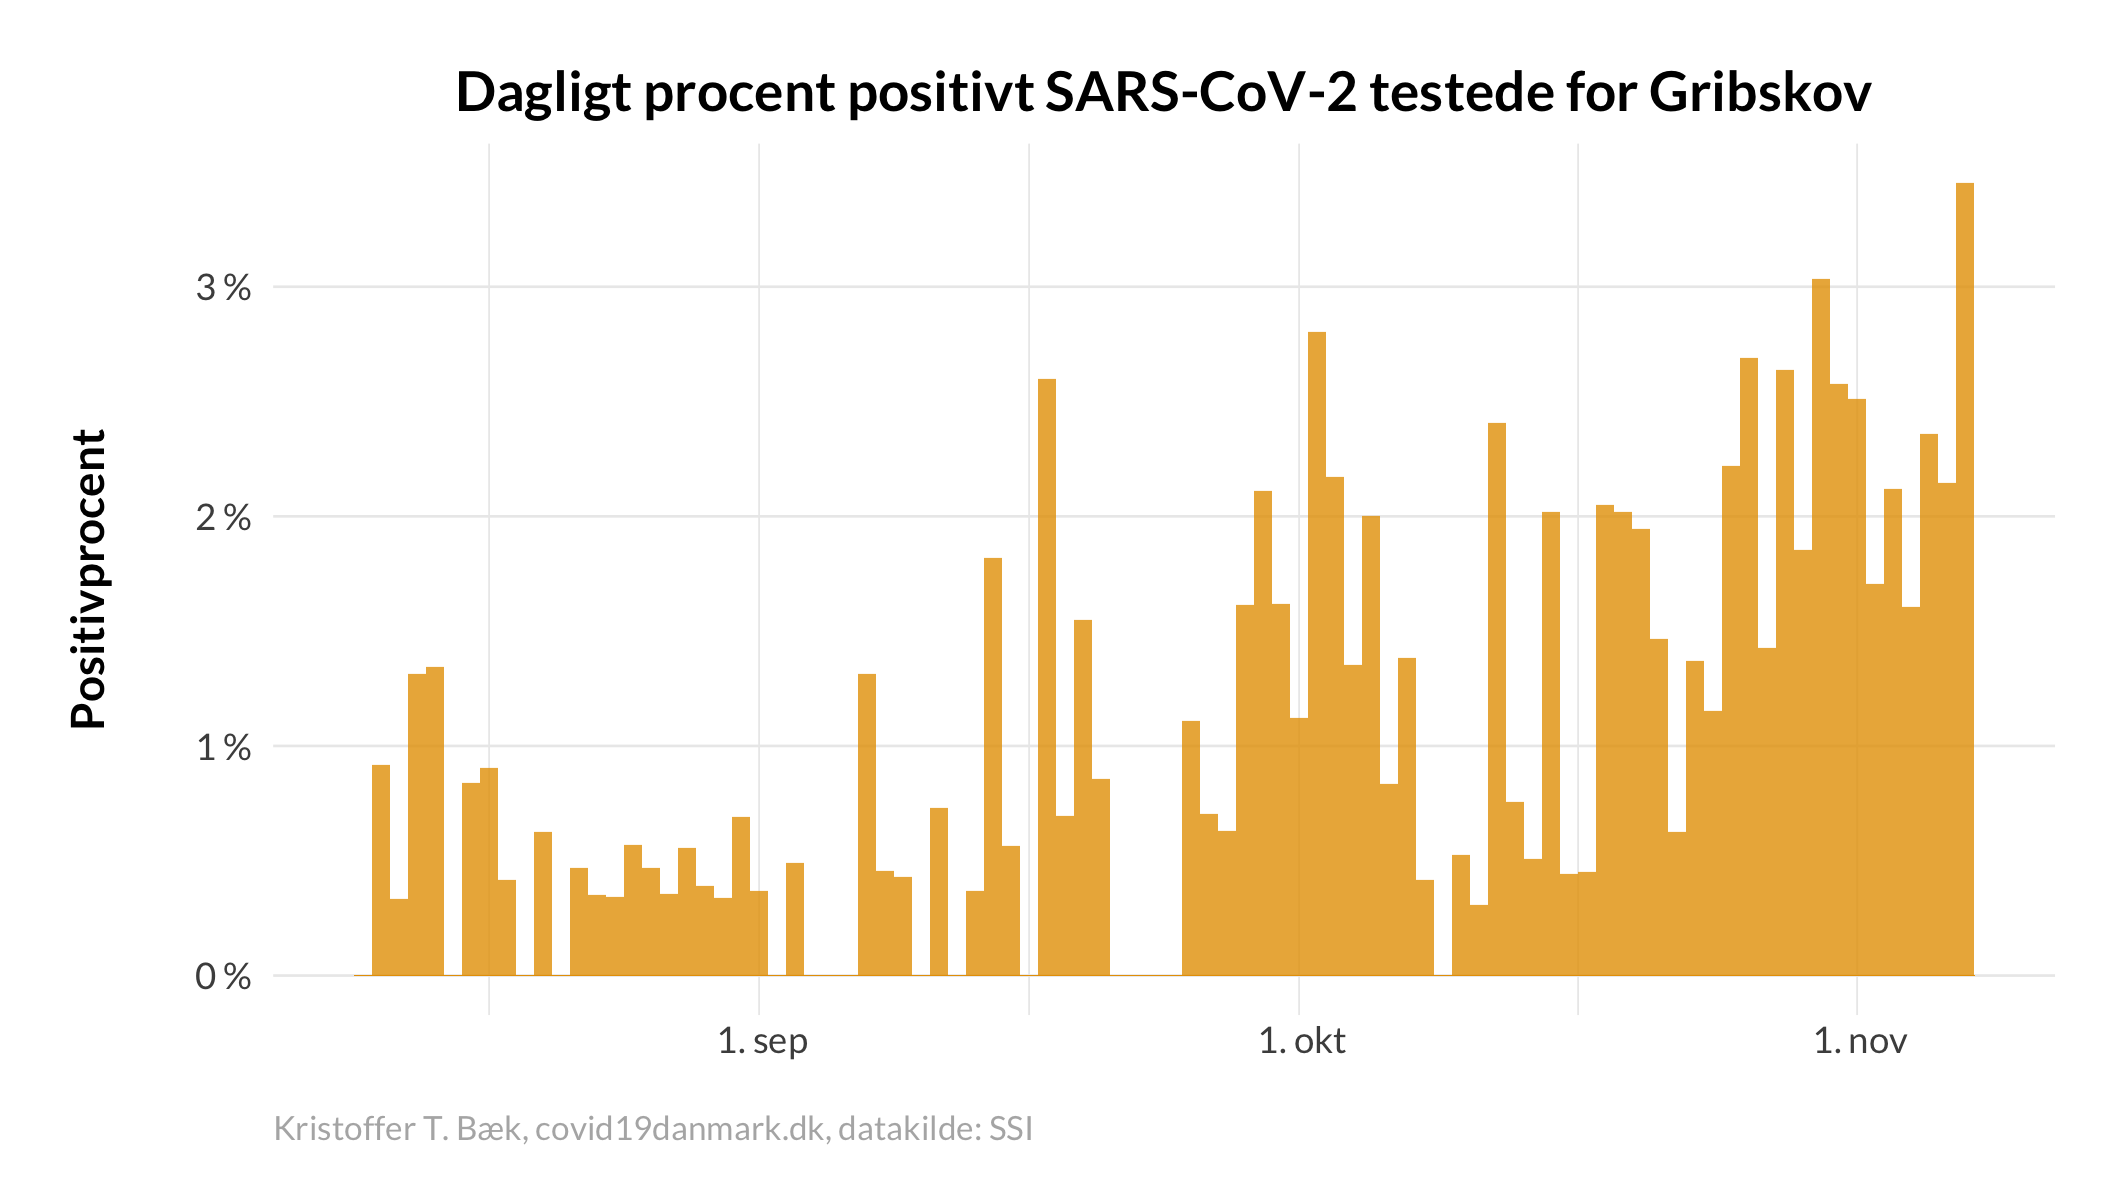 Dagligt procent positivt SARS-CoV-2 testede for Gribskov
Positivprocent
3 %
2 %
1 %
0 %
1. sep
1. okt
1. nov
Kristoffer T. Bæk, covid19danmark.dk, datakilde: SSI